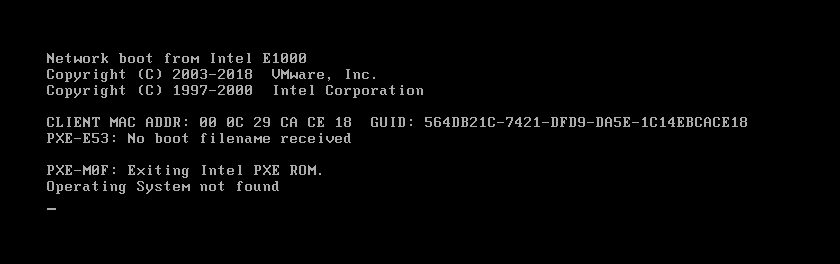 Network boot from Intel E1000
Copyright (C) 2003-2018  VMware, Inc.
Copyright (C) 1997-2000  Intel Corporation
CLIENT MAC ADDR: 00 0C 29 CA CE 18  GUID: 564DB21C-7421-DFD9-DA5E-1C14EBCACE18
PXE-E53: No boot filename received
PXE-M0F: Exiting Intel PXE ROM.
Operating System not found